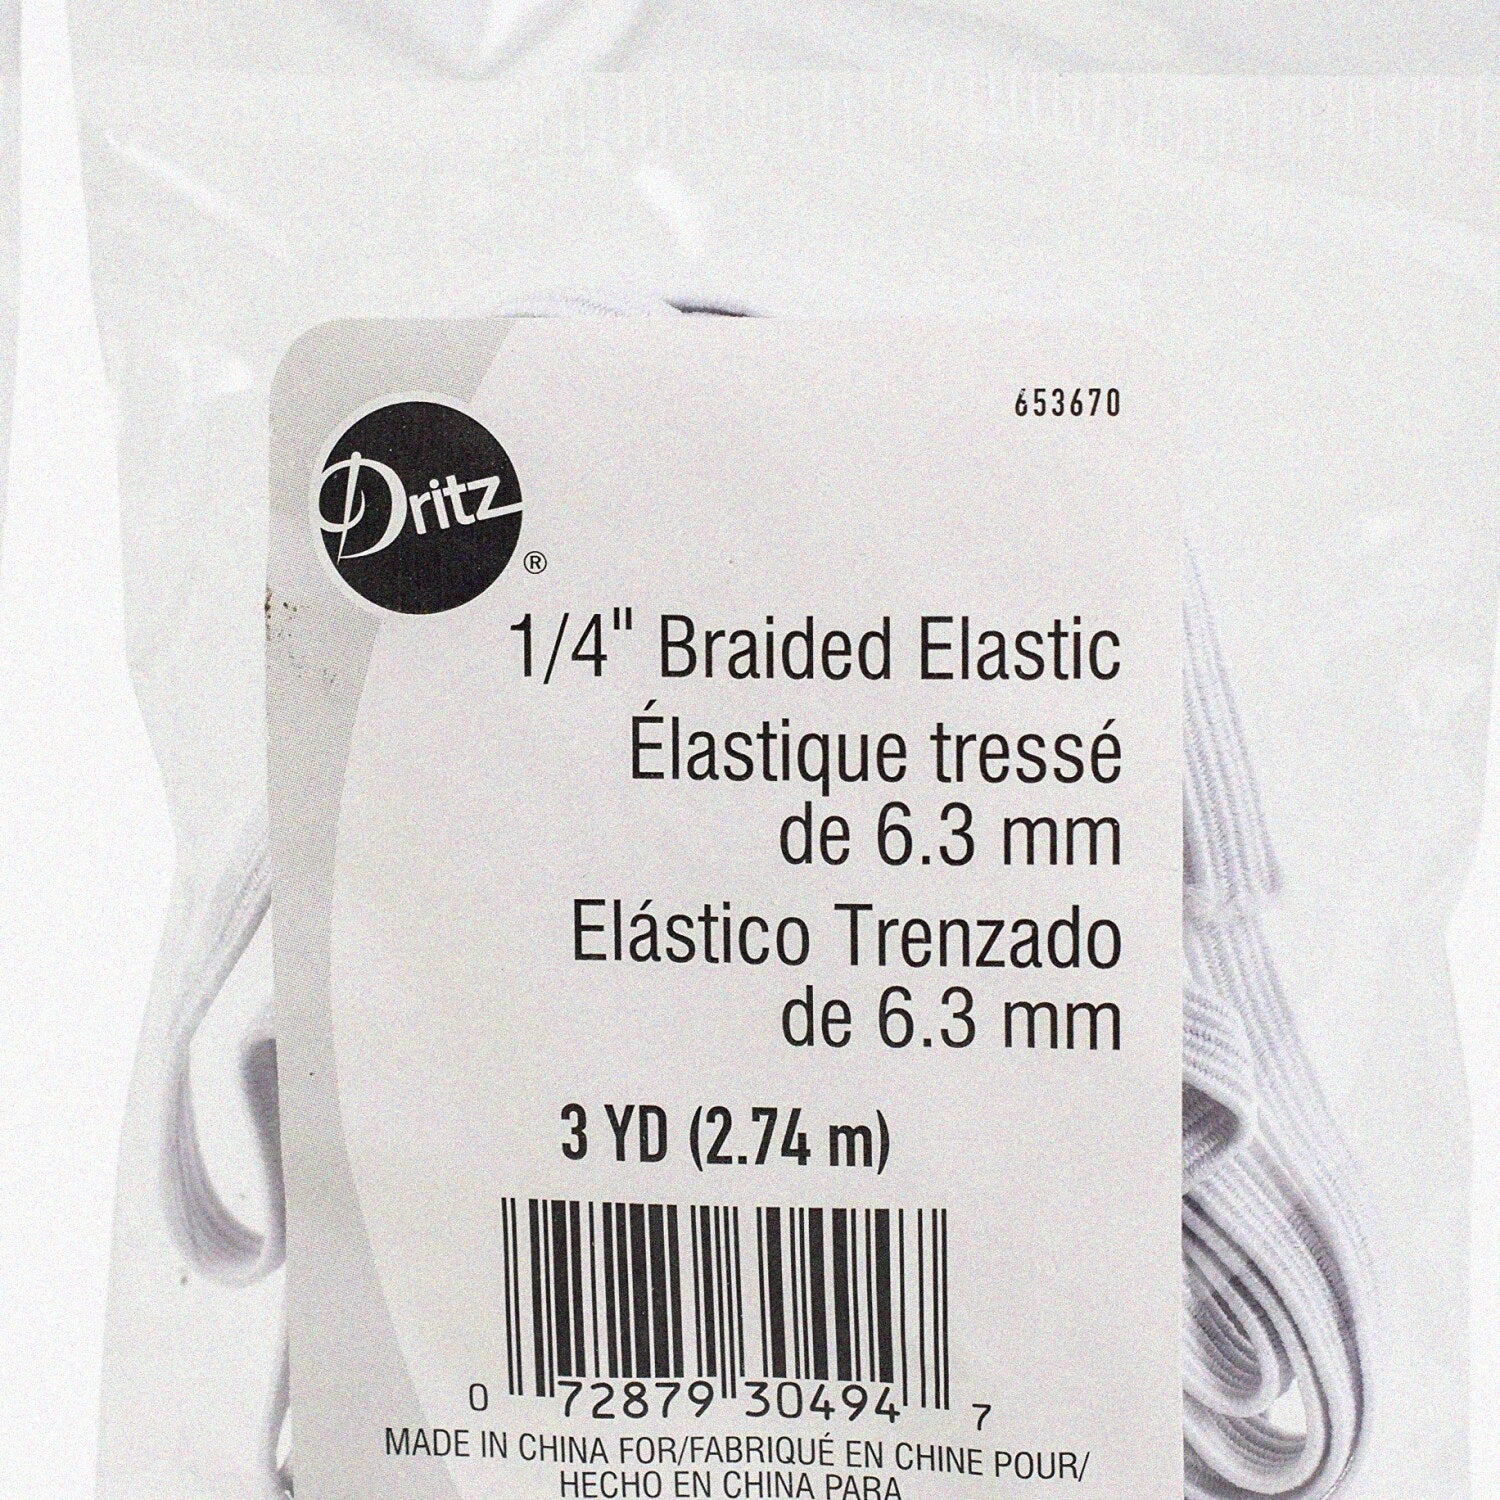 653670
Dritz®
1/4" Braided Elastic
Élastique tressé
de 6.3 mm
Elástico Trenzado
de 6.3 mm
3 YD (2.74 m)
0 72879 30494 7
MADE IN CHINA FOR/FABRIQUÉ EN CHINE POUR/
HECHO EN CHINA PARA